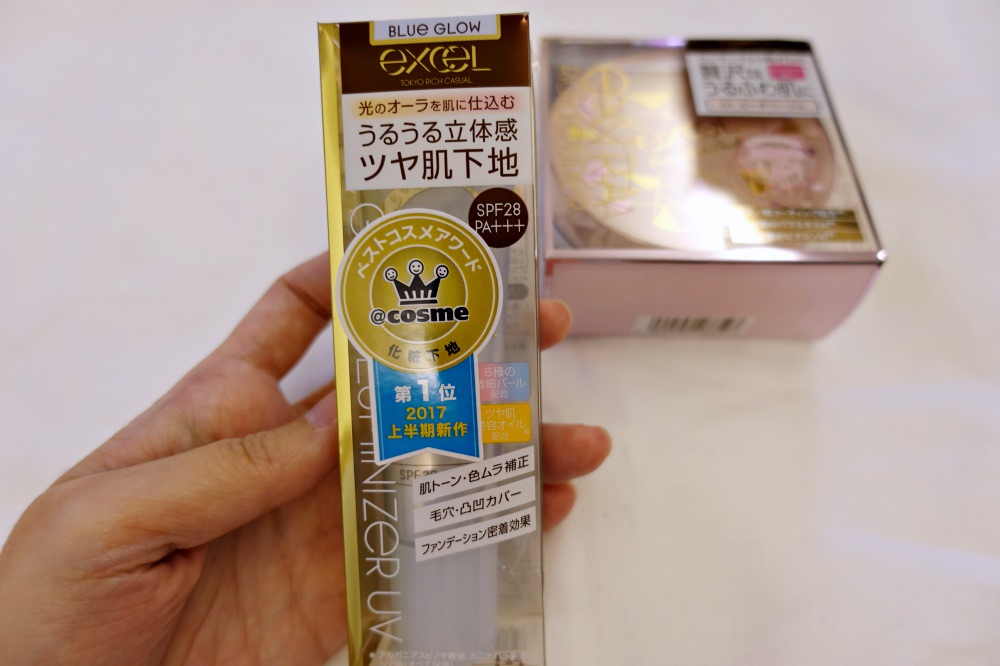 BLUE GLOW
excel
TOKYO RICH CASUAL
光のオーラを肌に仕込む
うるうる立体感
ツヤ肌下地
SPF28
PA+++
ベストコスメアワード
@cosme
化粧下地
第1位
2017
上半期新作
6種の
微細パール
配合
ツヤ肌
美容オイル
配合
SPF28
肌トーン・色ムラ補正
毛穴・凸凹カバー
ファンデーション密着効果
LUMINIZER UV
贅沢な
うるふわ肌に